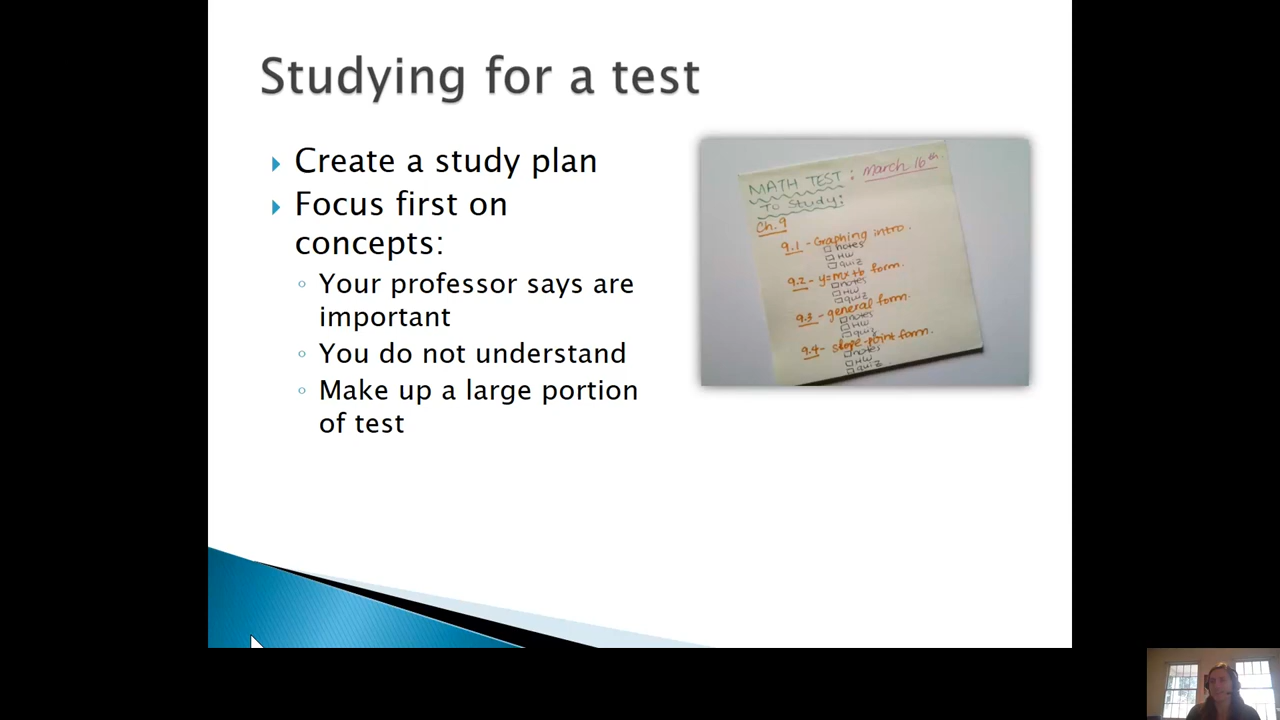 Studying for a test
Create a study plan
Focus first on
concepts:
Your professor says are
important
You do not understand
Make up a large portion
of test
MATH TEST: March 16th.
To Study:
Ch. 9
9.1 - Graphing intro.
notes
HW
quiz
9.2 - y=mx+b form.
notes
HW
quiz
9.3 - general form.
notes
HW
quiz
9.4 - slope-point form.
notes
HW
quiz